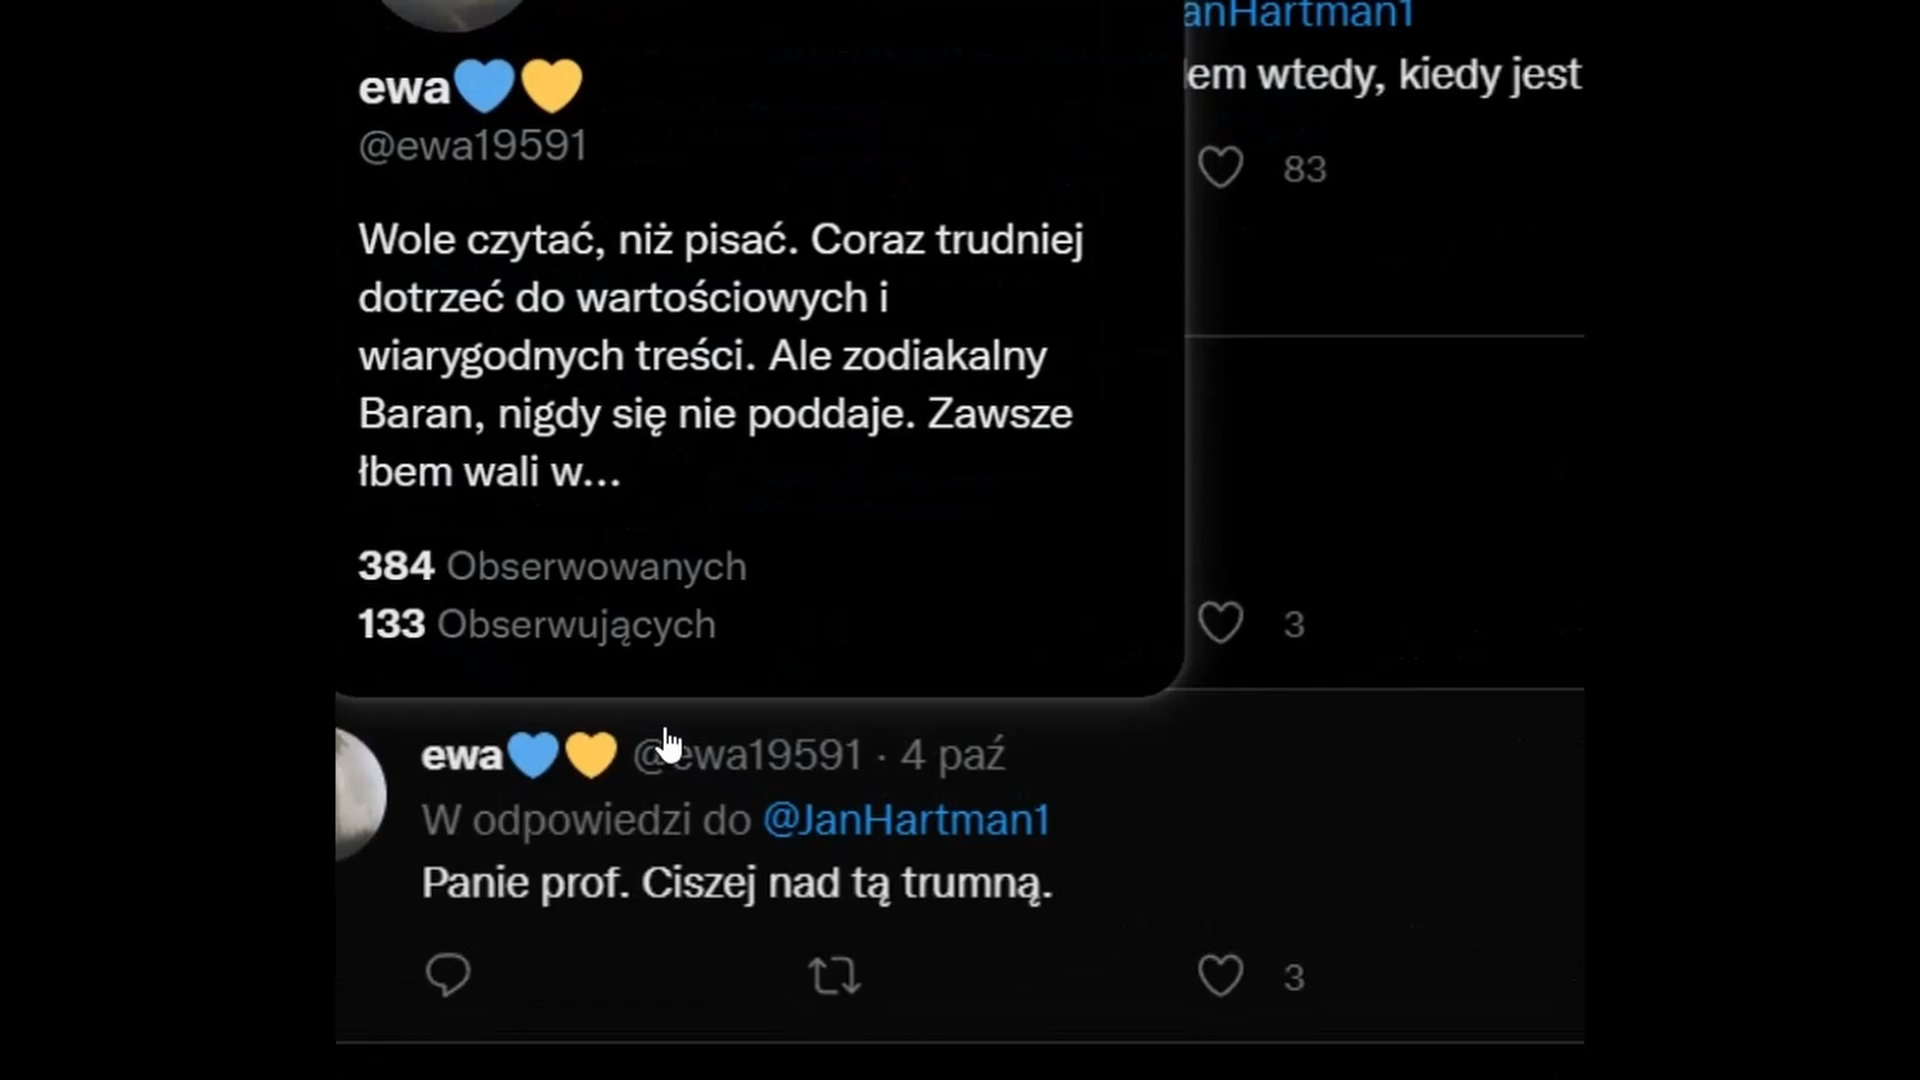 ewa💙💛
@ewa19591
Wole czytać, niż pisać. Coraz trudniej
dotrzeć do wartościowych i
wiarygodnych treści. Ale zodiakalny
Baran, nigdy się nie poddaje. Zawsze
łbem wali w...
384 Obserwowanych
133 Obserwujących
anHartman1
wtedy, kiedy jest
83
3
ewa💙💛 @ewa19591 · 4 paź
W odpowiedzi do @JanHartman1
Panie prof. Ciszej nad tą trumną.
3